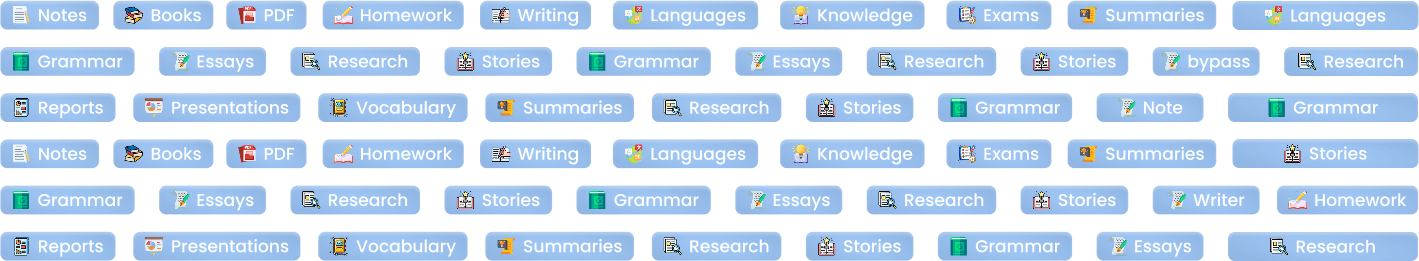 Notes Books PDF Homework Writing Languages Knowledge Exams Summaries Languages
Grammar Essays Research Stories Grammar Essays Research Stories bypass Research
Reports Presentations Vocabulary Summaries Research Stories Grammar Note Grammar
Notes Books PDF Homework Writing Languages Knowledge Exams Summaries Stories
Grammar Essays Research Stories Grammar Essays Research Stories Writer Homework
Reports Presentations Vocabulary Summaries Research Stories Grammar Essays Research